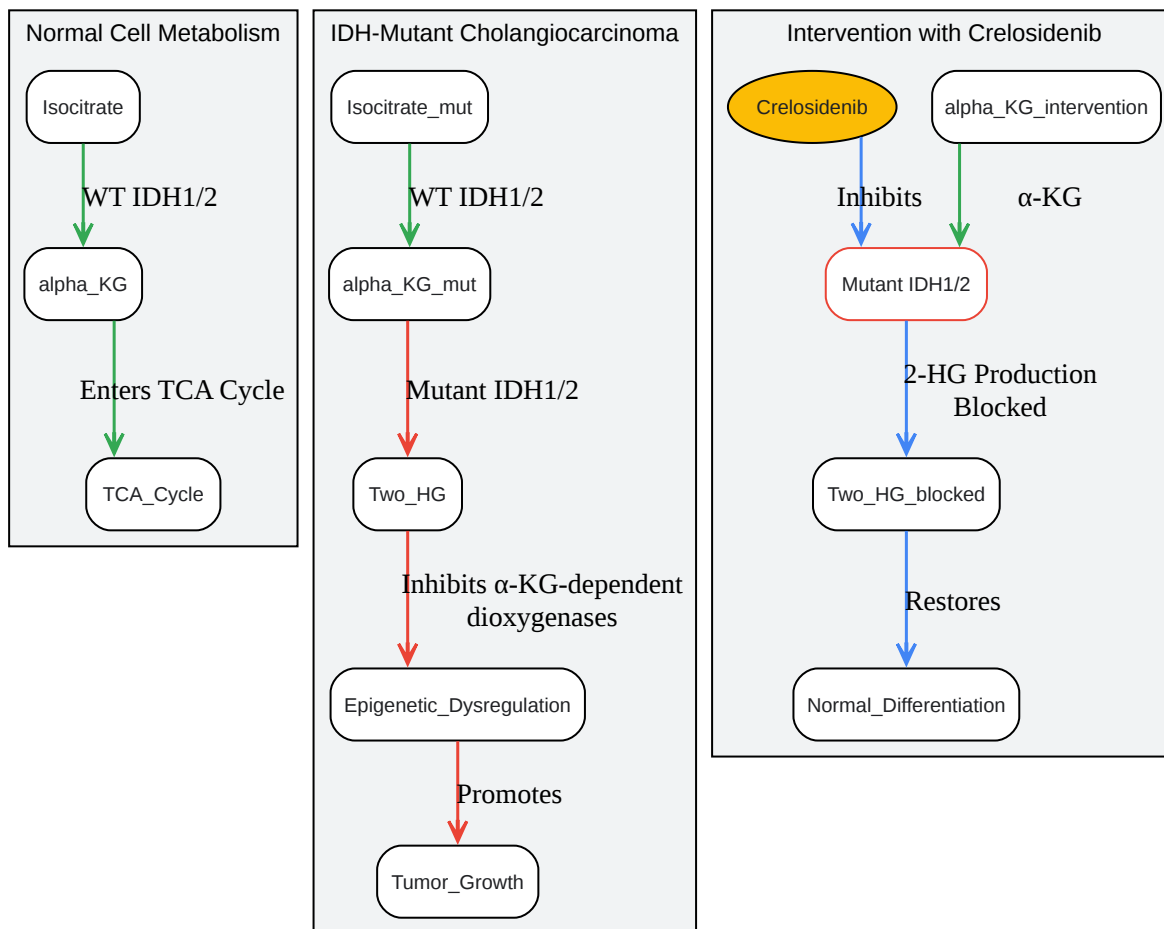 Normal Cell Metabolism
Isocitrate
WT IDH1/2
alpha_KG
Enters TCA Cycle
TCA_Cycle
IDH-Mutant Cholangiocarcinoma
Isocitrate_mut
WT IDH1/2
alpha_KG_mut
Mutant IDH1/2
Two_HG
Inhibits α-KG-dependent
dioxygenases
Epigenetic_Dysregulation
Promotes
Tumor_Growth
Intervention with Crelosidenib
Crelosidenib
alpha_KG_intervention
Inhibits
α-KG
Mutant IDH1/2
2-HG Production
Blocked
Two_HG_blocked
Restores
Normal_Differentiation